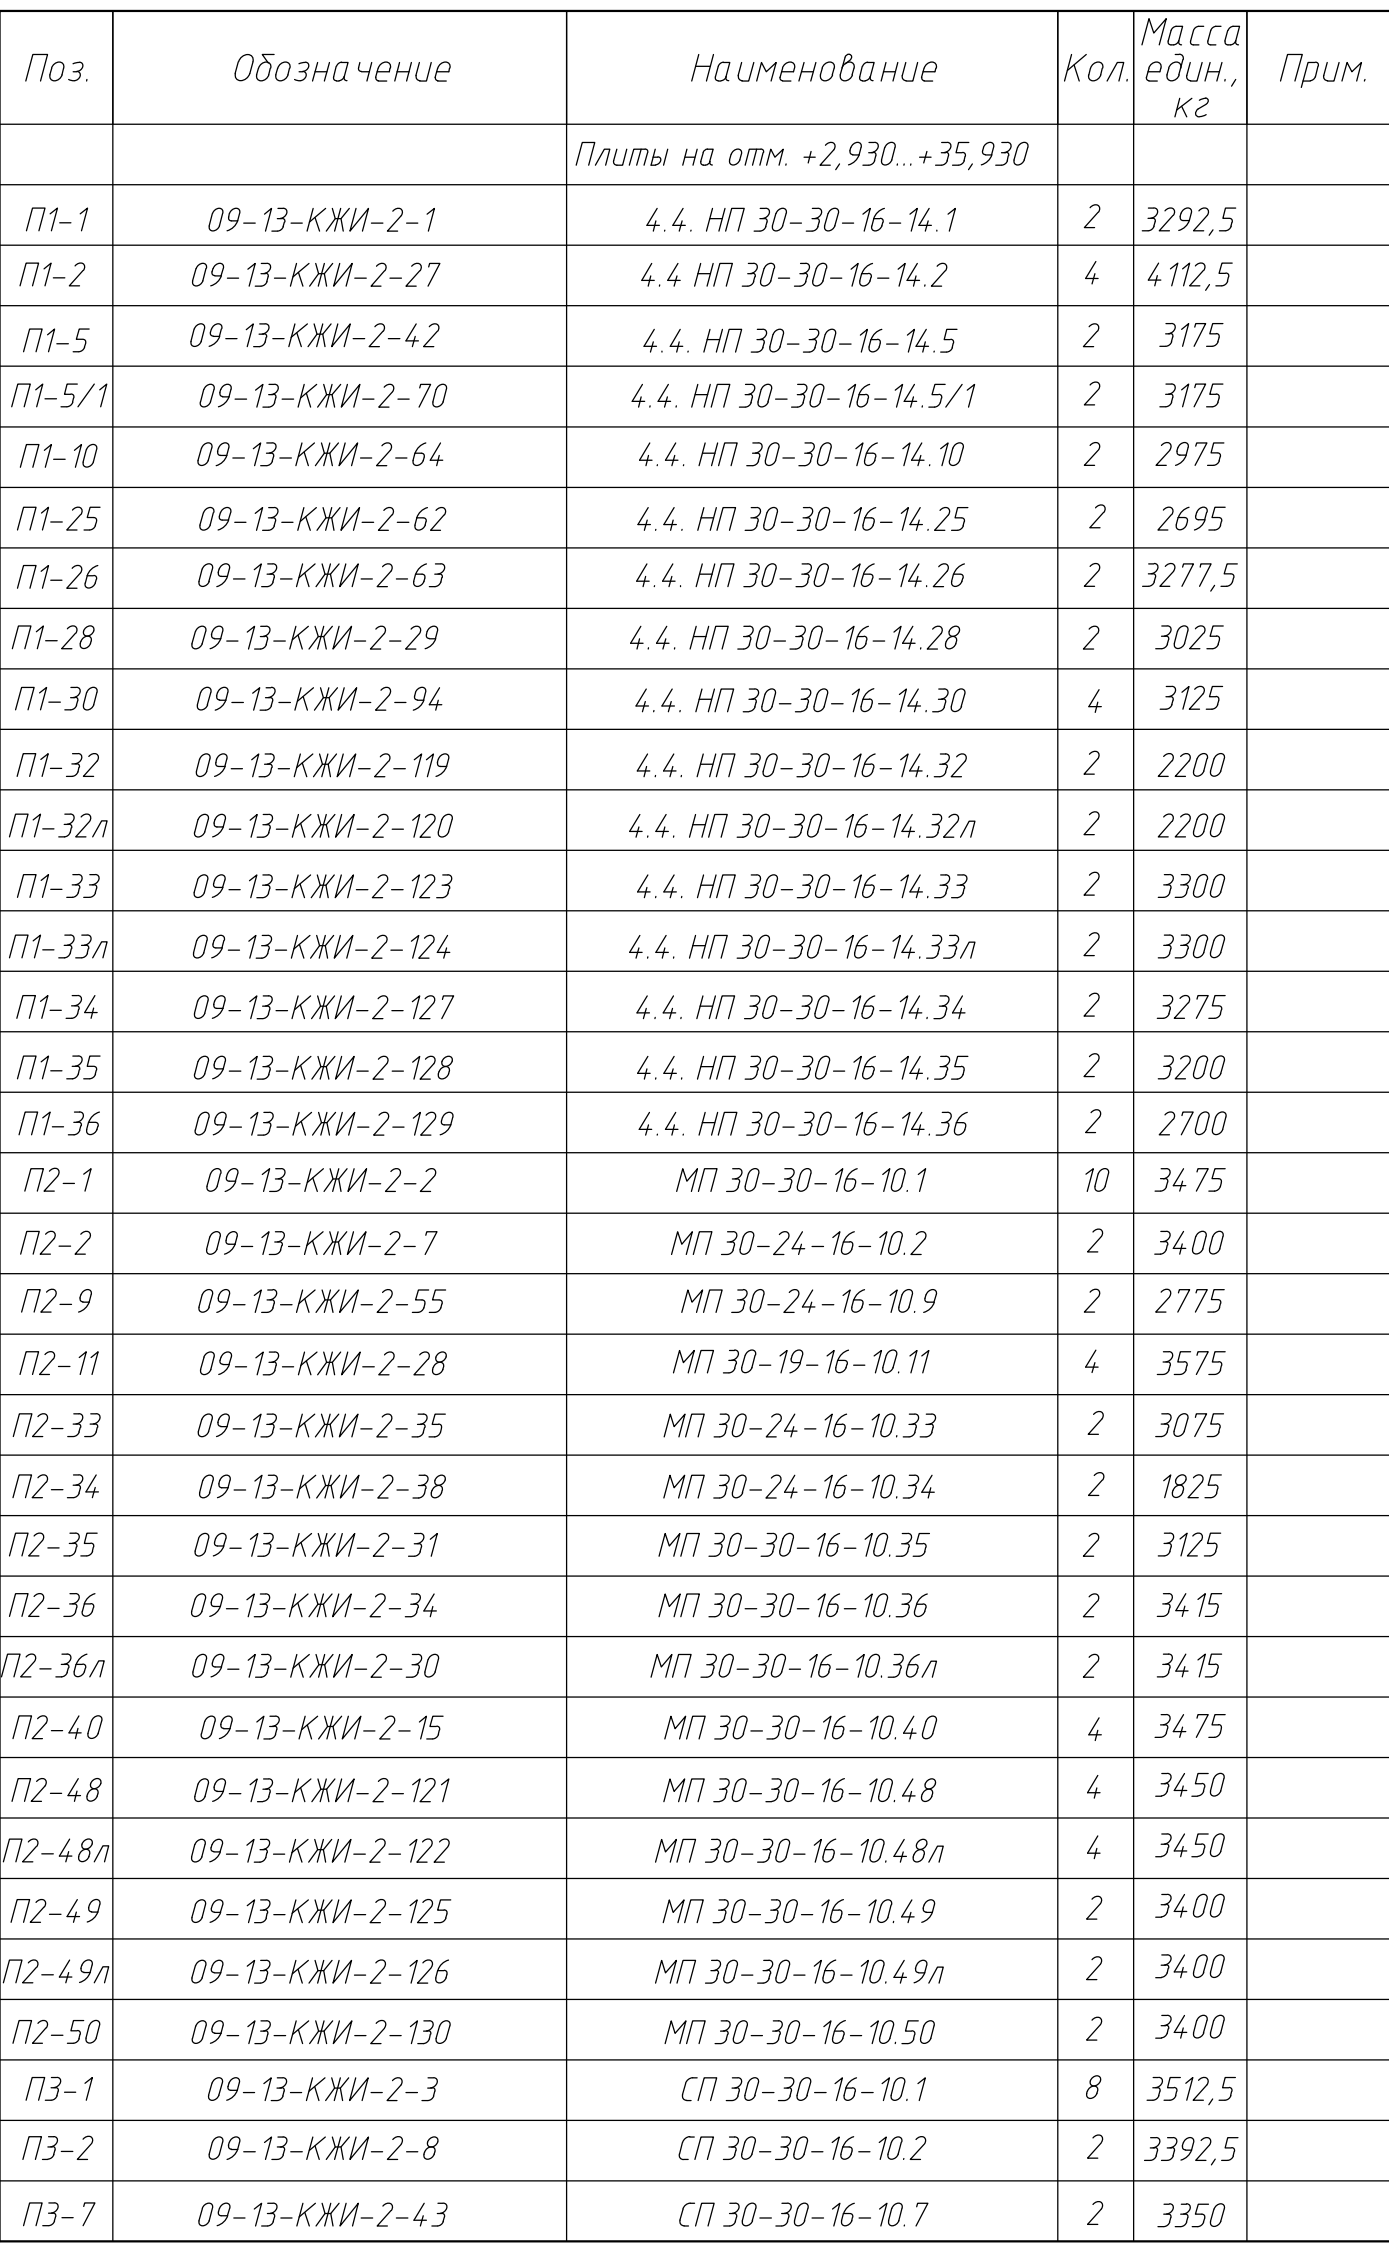 Поз. Обозначение Наименование Кол. Масса един., кг Прим.
Плиты на отм. +2,930...+35,930
П1-1 09-13-КЖИ-2-1 4.4. НП 30-30-16-14.1 2 3292,5
П1-2 09-13-КЖИ-2-27 4.4 НП 30-30-16-14.2 4 4112,5
П1-5 09-13-КЖИ-2-42 4.4. НП 30-30-16-14.5 2 3175
П1-5/1 09-13-КЖИ-2-70 4.4. НП 30-30-16-14.5/1 2 3175
П1-10 09-13-КЖИ-2-64 4.4. НП 30-30-16-14.10 2 2975
П1-25 09-13-КЖИ-2-62 4.4. НП 30-30-16-14.25 2 2695
П1-26 09-13-КЖИ-2-63 4.4. НП 30-30-16-14.26 2 3277,5
П1-28 09-13-КЖИ-2-29 4.4. НП 30-30-16-14.28 2 3025
П1-30 09-13-КЖИ-2-94 4.4. НП 30-30-16-14.30 4 3125
П1-32 09-13-КЖИ-2-119 4.4. НП 30-30-16-14.32 2 2200
П1-32л 09-13-КЖИ-2-120 4.4. НП 30-30-16-14.32л 2 2200
П1-33 09-13-КЖИ-2-123 4.4. НП 30-30-16-14.33 2 3300
П1-33л 09-13-КЖИ-2-124 4.4. НП 30-30-16-14.33л 2 3300
П1-34 09-13-КЖИ-2-127 4.4. НП 30-30-16-14.34 2 3275
П1-35 09-13-КЖИ-2-128 4.4. НП 30-30-16-14.35 2 3200
П1-36 09-13-КЖИ-2-129 4.4. НП 30-30-16-14.36 2 2700
П2-1 09-13-КЖИ-2-2 МП 30-30-16-10.1 10 3475
П2-2 09-13-КЖИ-2-7 МП 30-24-16-10.2 2 3400
П2-9 09-13-КЖИ-2-55 МП 30-24-16-10.9 2 2775
П2-11 09-13-КЖИ-2-28 МП 30-19-16-10.11 4 3575
П2-33 09-13-КЖИ-2-35 МП 30-24-16-10.33 2 3075
П2-34 09-13-КЖИ-2-38 МП 30-24-16-10.34 2 1825
П2-35 09-13-КЖИ-2-31 МП 30-30-16-10.35 2 3125
П2-36 09-13-КЖИ-2-34 МП 30-30-16-10.36 2 3415
П2-36л 09-13-КЖИ-2-30 МП 30-30-16-10.36л 2 3415
П2-40 09-13-КЖИ-2-15 МП 30-30-16-10.40 4 3475
П2-48 09-13-КЖИ-2-121 МП 30-30-16-10.48 4 3450
П2-48л 09-13-КЖИ-2-122 МП 30-30-16-10.48л 4 3450
П2-49 09-13-КЖИ-2-125 МП 30-30-16-10.49 2 3400
П2-49л 09-13-КЖИ-2-126 МП 30-30-16-10.49л 2 3400
П2-50 09-13-КЖИ-2-130 МП 30-30-16-10.50 2 3400
П3-1 09-13-КЖИ-2-3 СП 30-30-16-10.1 8 3512,5
П3-2 09-13-КЖИ-2-8 СП 30-30-16-10.2 2 3392,5
П3-7 09-13-КЖИ-2-43 СП 30-30-16-10.7 2 3350